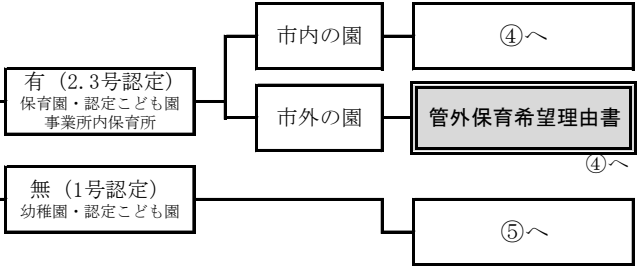 市内の園
④へ
有（2.3号認定）
保育園・認定こども園
事業所内保育所
市外の園
管外保育希望理由書
④へ
無（1号認定）
幼稚園・認定こども園
⑤へ